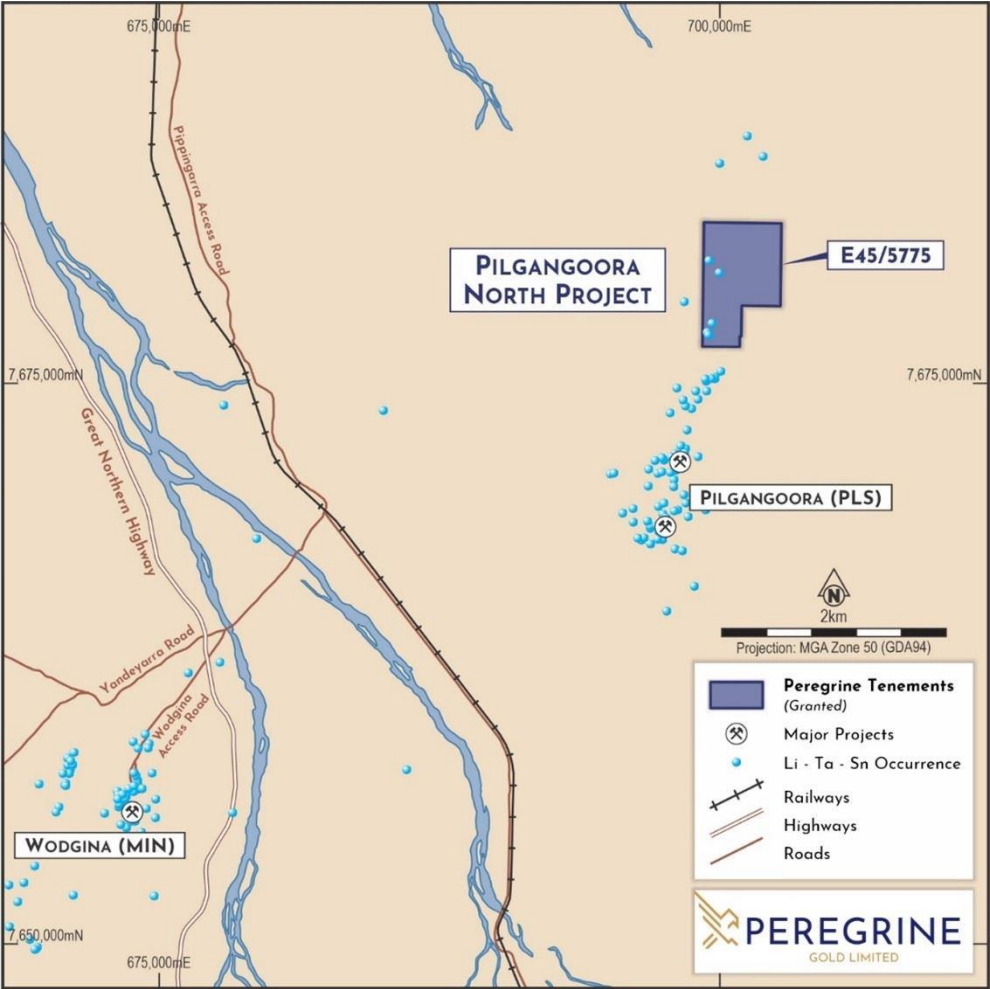 675,000mE
700,000mE
Pippingarra Access Road
PILGANGOORA
NORTH PROJECT
E45/5775
7,675,000mN
7,675,000mN
Great Northern Highway
PILGANGOORA (PLS)
N
2km
Projection: MGA Zone 50 (GDA94)
Yandeyarra Road
Wodgina
Access Road
WODGINA (MIN)
Peregrine Tenements
(Granted)
Major Projects
Li - Ta - Sn Occurrence
Railways
Highways
Roads
7,650,000mN
675,000mE
PEREGRINE
GOLD LIMITED